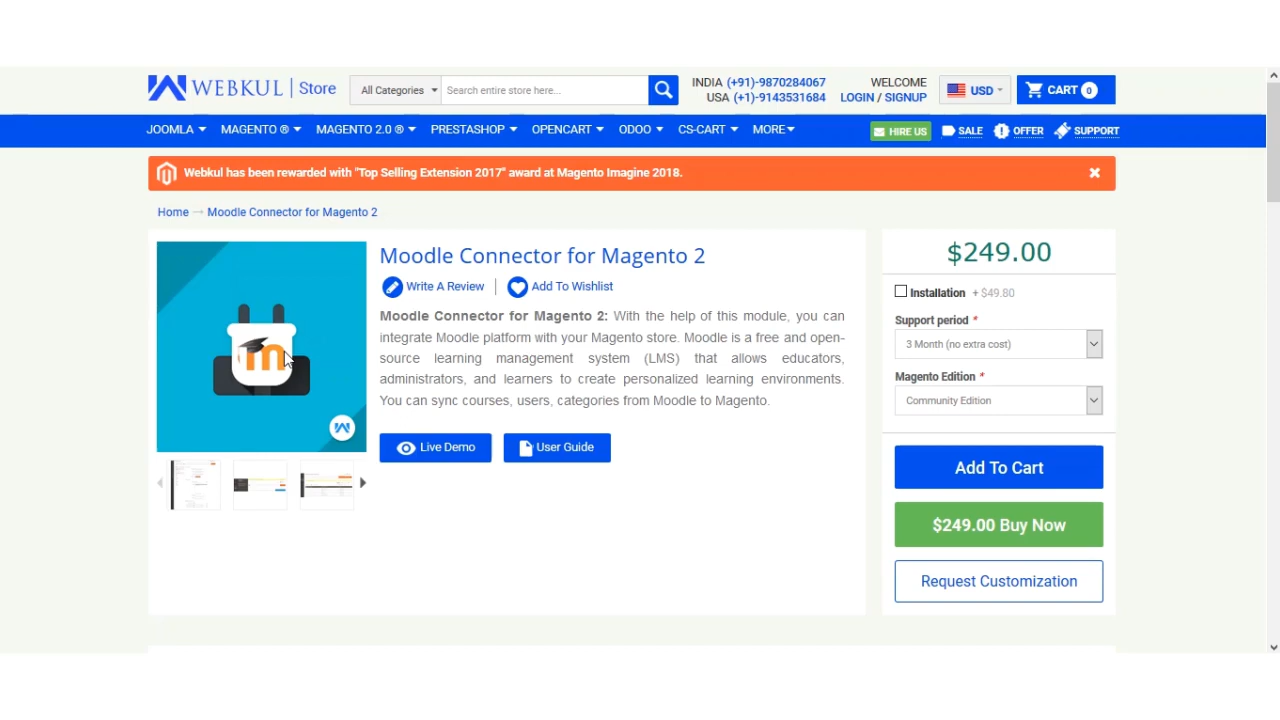 WEBKUL | Store
All Categories
Search entire store here...
INDIA (+91)-9870284067
USA (+1)-9143531684
WELCOME
LOGIN / SIGNUP
USD
CART 0
JOOMLA MAGENTO ® MAGENTO 2.0 ® PRESTASHOP OPENCART ODOO CS-CART MORE HIRE US SALE OFFER SUPPORT
Webkul has been rewarded with "Top Selling Extension 2017" award at Magento Imagine 2018.
Home → Moodle Connector for Magento 2
m
Moodle Connector for Magento 2
Write A Review | Add To Wishlist
Moodle Connector for Magento 2: With the help of this module, you can
integrate Moodle platform with your Magento store. Moodle is a free and open-
source learning management system (LMS) that allows educators,
administrators, and learners to create personalized learning environments.
You can sync courses, users, categories from Moodle to Magento.
Live Demo
User Guide
$249.00
Installation + $49.80
Support period *
3 Month (no extra cost)
Magento Edition *
Community Edition
Add To Cart
$249.00 Buy Now
Request Customization